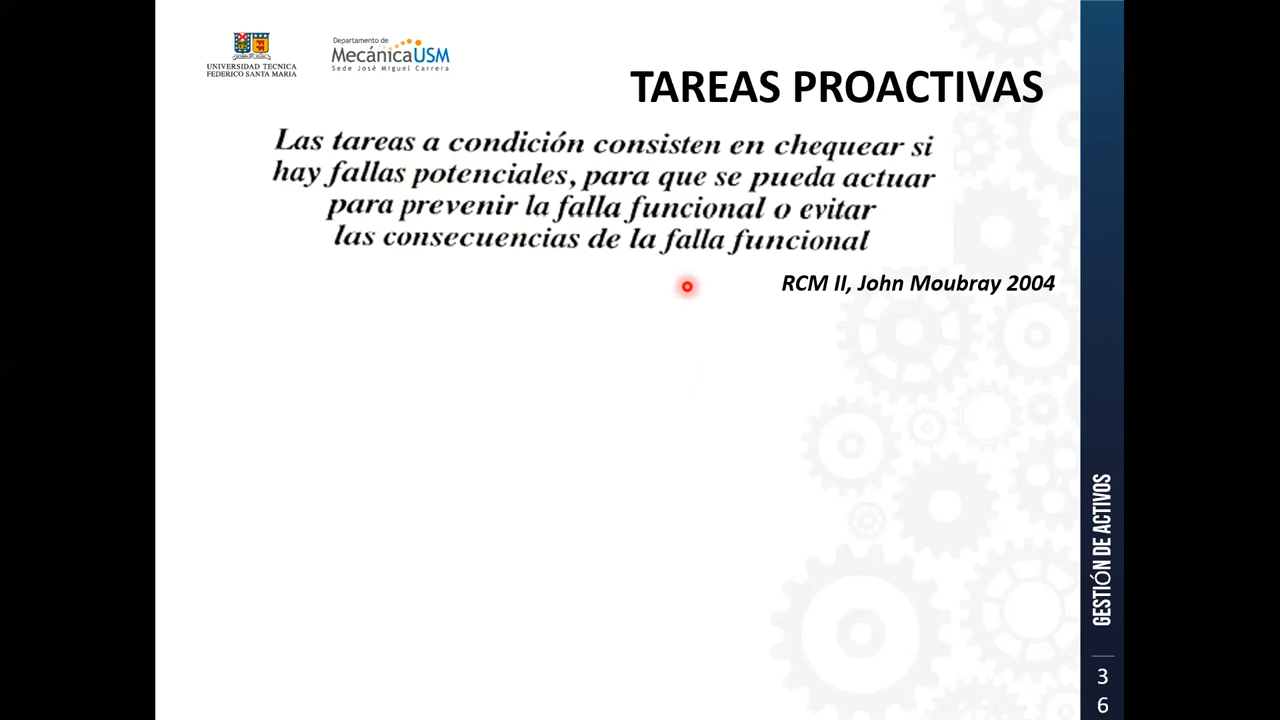 UNIVERSIDAD TECNICA
FEDERICO SANTA MARIA
Departamento de
MecánicaUSM
Sede José Miguel Carrera
TAREAS PROACTIVAS
Las tareas a condición consisten en chequear si
hay fallas potenciales, para que se pueda actuar
para prevenir la falla funcional o evitar
las consecuencias de la falla funcional
RCM II, John Moubray 2004
GESTIÓN DE ACTIVOS
3
6